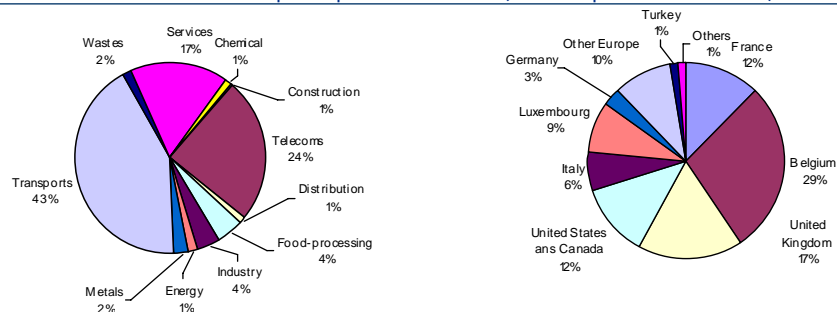 Services
17%
Chemical
1%
Wastes
2%
Construction
1%
Telecoms
24%
Transports
43%
Distribution
1%
Food-processing
4%
Industry
4%
Energy
1%
Metals
2%
Turkey
1%
Others
1%
France
12%
Other Europe
10%
Germany
3%
Luxembourg
9%
Belgium
29%
Italy
6%
United
Kingdom
17%
United States
ans Canada
12%